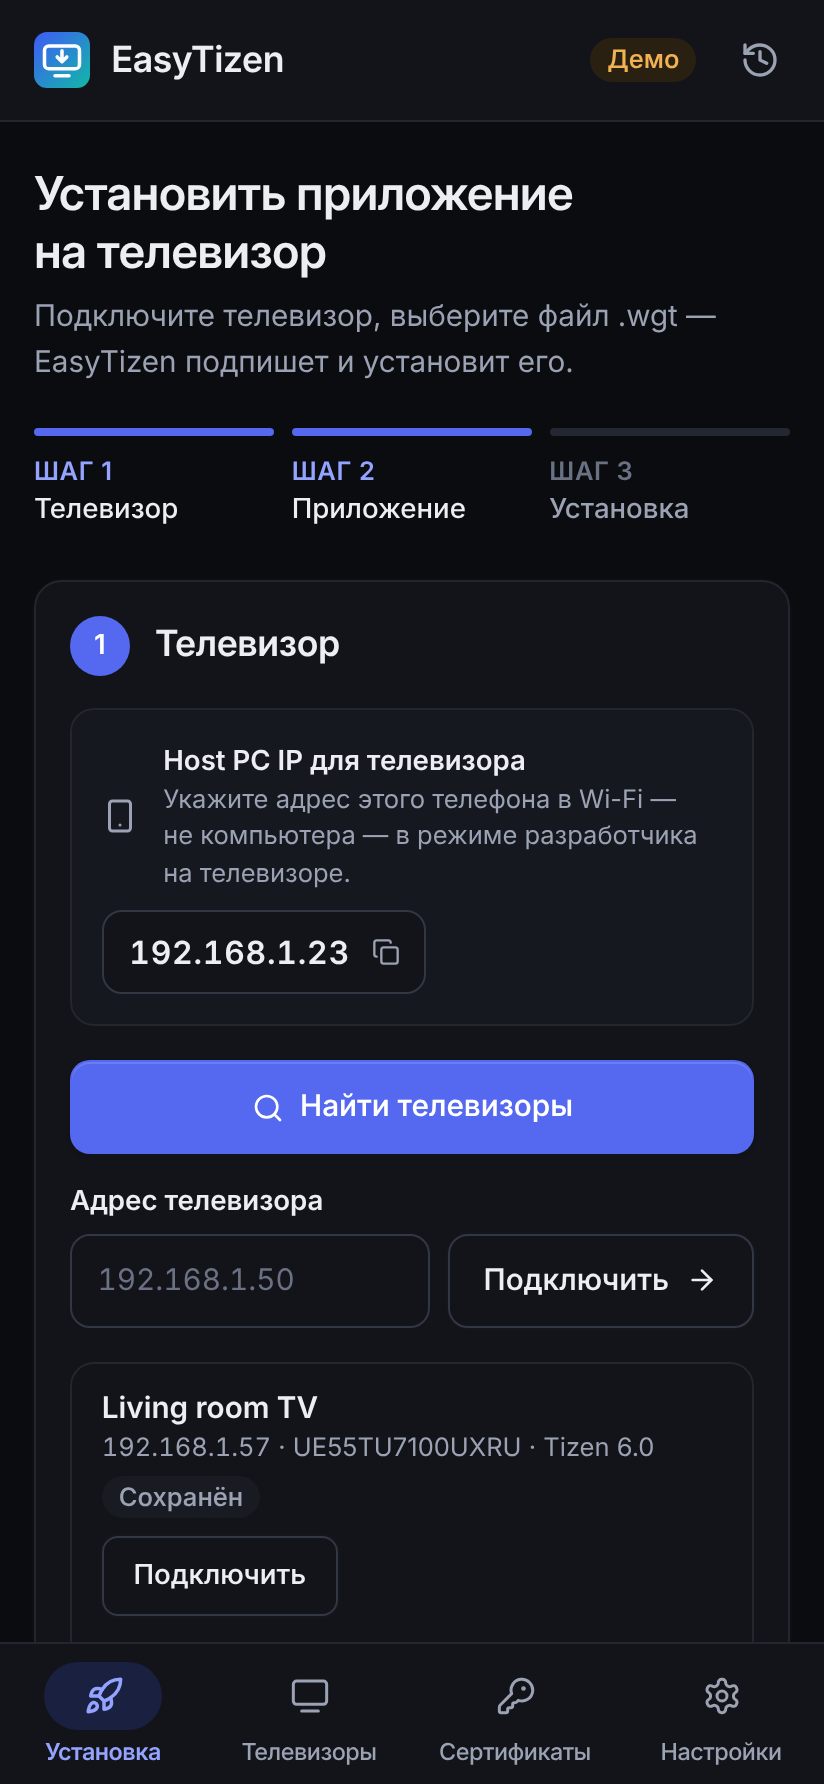 EasyTizen
Демо
Установить приложение
на телевизор
Подключите телевизор, выберите файл .wgt —
EasyTizen подпишет и установит его.
ШАГ 1
Телевизор
ШАГ 2
Приложение
ШАГ 3
Установка
1
Телевизор
Host PC IP для телевизора
Укажите адрес этого телефона в Wi-Fi —
не компьютера — в режиме разработчика
на телевизоре.
192.168.1.23
Найти телевизоры
Адрес телевизора
192.168.1.50
Подключить
Living room TV
192.168.1.57 · UE55TU7100UXRU · Tizen 6.0
Сохранён
Подключить
Установка
Телевизоры
Сертификаты
Настройки